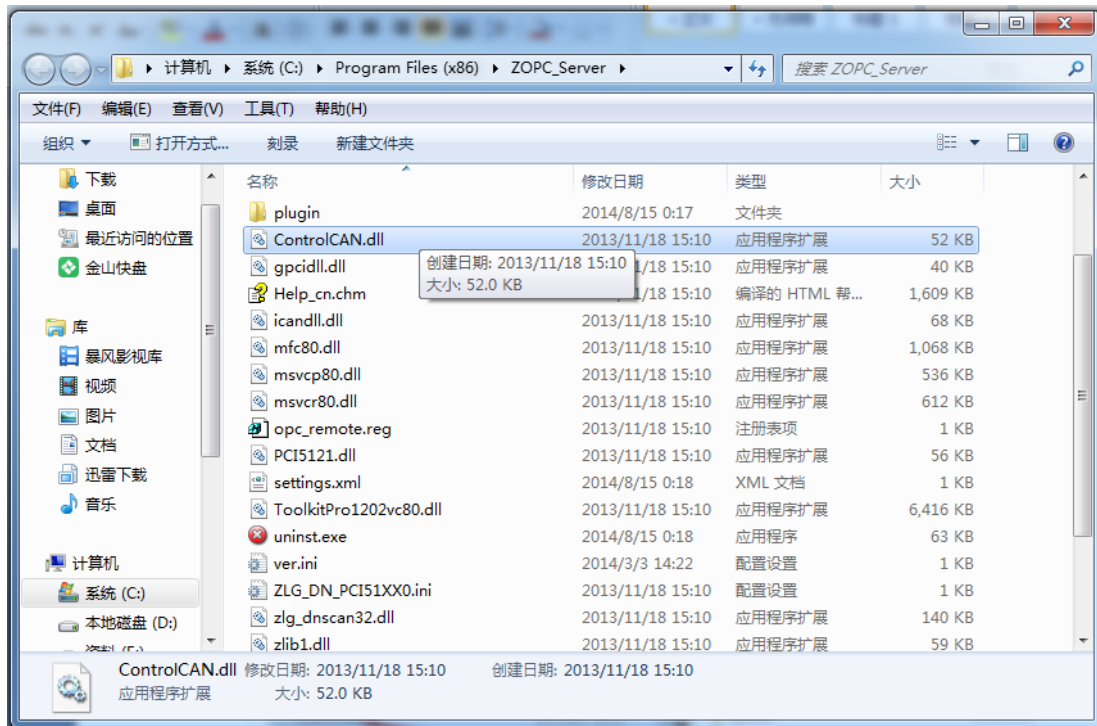 计算机 系统 (C:) Program Files (x86) ZOPC_Server 搜索 ZOPC_Server
文件(F) 编辑(E) 查看(V) 工具(T) 帮助(H)
组织 打开方式... 刻录 新建文件夹
下载
桌面
最近访问的位置
金山快盘
库
暴风影视库
视频
图片
文档
迅雷下载
音乐
计算机
系统 (C:)
本地磁盘 (D:)
名称 修改日期 类型 大小
plugin 2014/8/15 0:17 文件夹
ControlCAN.dll 2013/11/18 15:10 应用程序扩展 52 KB
gpcidll.dll 1/18 15:10 应用程序扩展 40 KB
Help_cn.chm 1/18 15:10 编译的 HTML 帮... 1,609 KB
创建日期: 2013/11/18 15:10
大小: 52.0 KB
icandll.dll 2013/11/18 15:10 应用程序扩展 68 KB
mfc80.dll 2013/11/18 15:10 应用程序扩展 1,068 KB
msvcp80.dll 2013/11/18 15:10 应用程序扩展 536 KB
msvcr80.dll 2013/11/18 15:10 应用程序扩展 612 KB
opc_remote.reg 2013/11/18 15:10 注册表项 1 KB
PCI5121.dll 2013/11/18 15:10 应用程序扩展 56 KB
settings.xml 2014/8/15 0:18 XML 文档 1 KB
ToolkitPro1202vc80.dll 2013/11/18 15:10 应用程序扩展 6,416 KB
uninst.exe 2014/8/15 0:18 应用程序 63 KB
ver.ini 2014/3/3 14:22 配置设置 1 KB
ZLG_DN_PCI51XX0.ini 2013/11/18 15:10 配置设置 1 KB
zlg_dnscan32.dll 2013/11/18 15:10 应用程序扩展 140 KB
zlib1.dll 2013/11/18 15:10 应用程序扩展 59 KB
ControlCAN.dll 修改日期: 2013/11/18 15:10 创建日期: 2013/11/18 15:10
应用程序扩展 大小: 52.0 KB